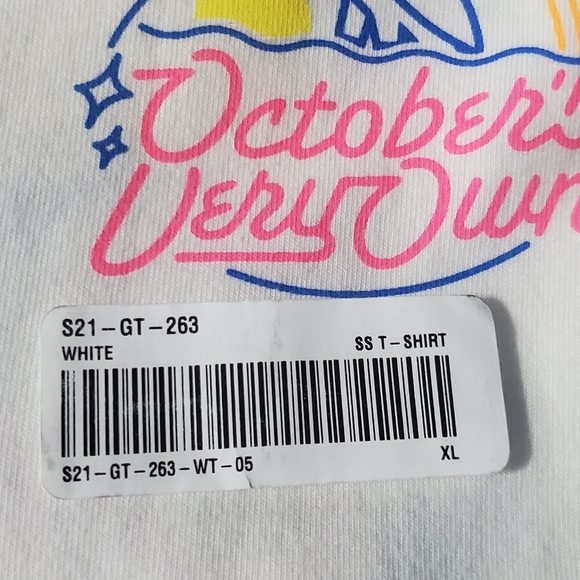 October's
Very Own
S21-GT-263
WHITE SS T-SHIRT
S21-GT-263-WT-05 XL